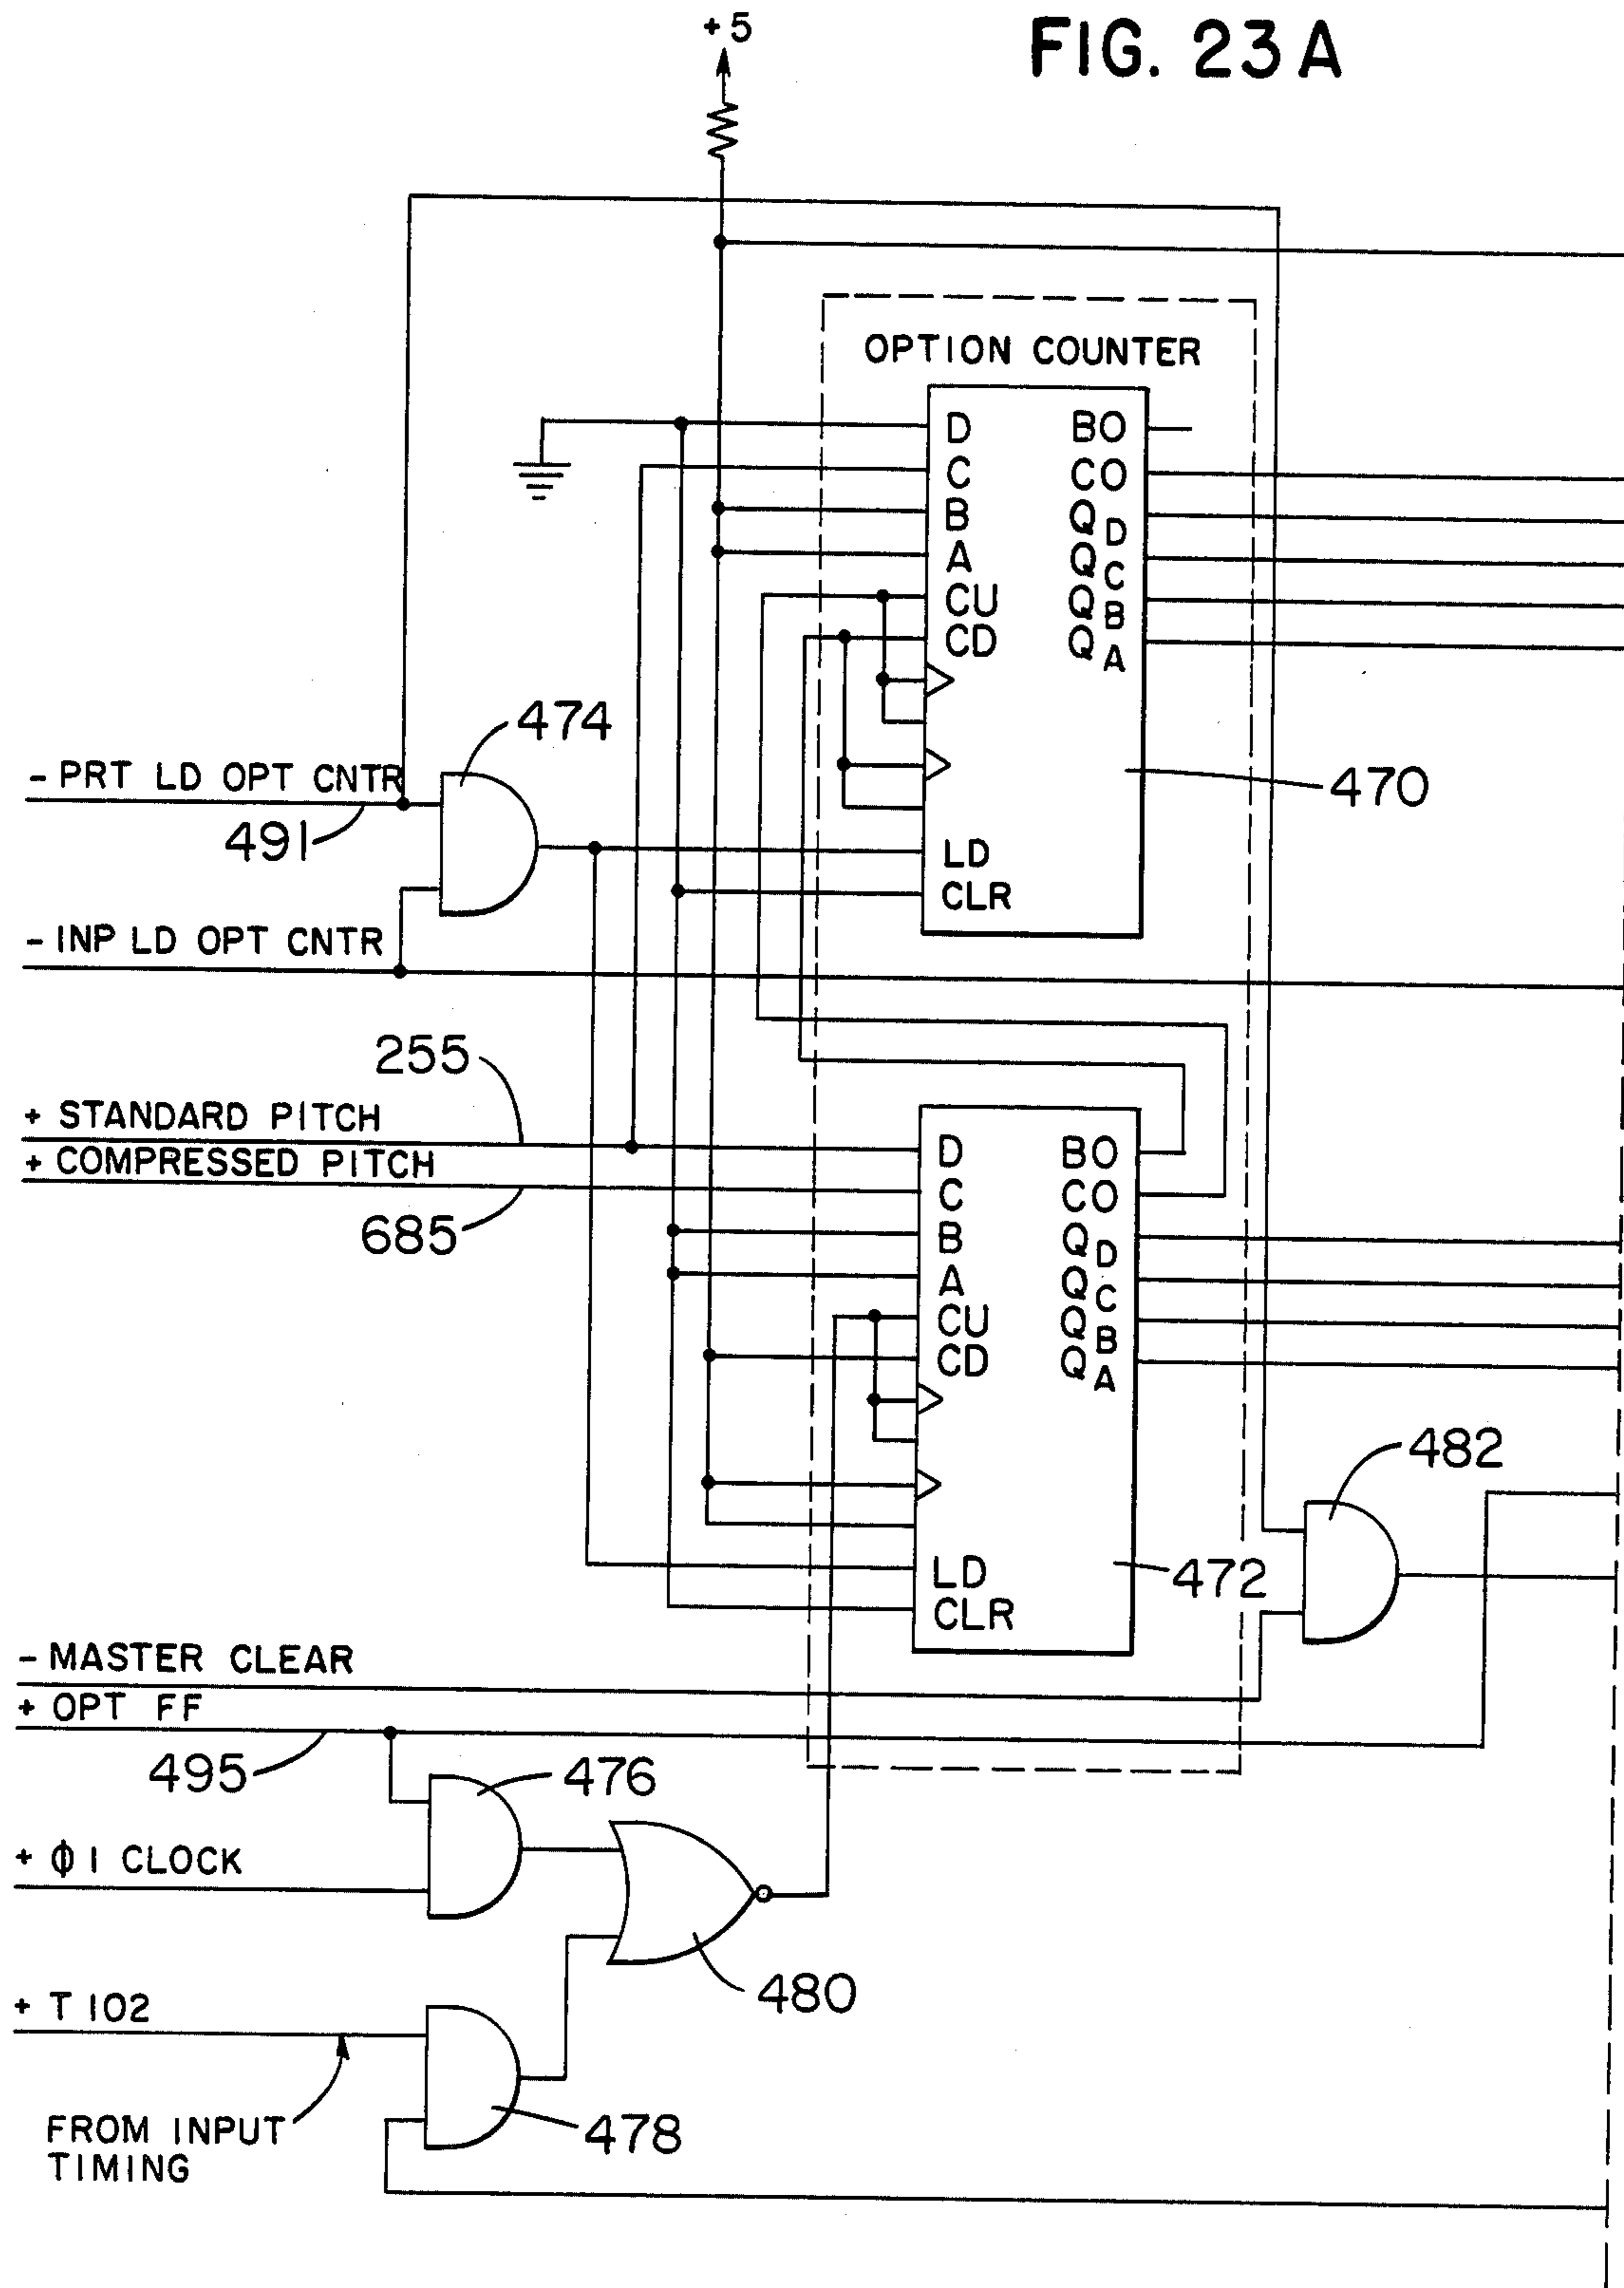 +5
FIG. 23A
OPTION COUNTER
D BO
C CO
B QD
A QC
CU QB
CD QA
474
- PRT LD OPT CNTR
470
491
LD
CLR
- INP LD OPT CNTR
255
+ STANDARD PITCH
D BO
+ COMPRESSED PITCH
C CO
685
B QD
A QC
CU QB
CD QA
482
LD
472
CLR
- MASTER CLEAR
+ OPT FF
495
476
+ Φ1 CLOCK
480
+ T102
478
FROM INPUT
TIMING